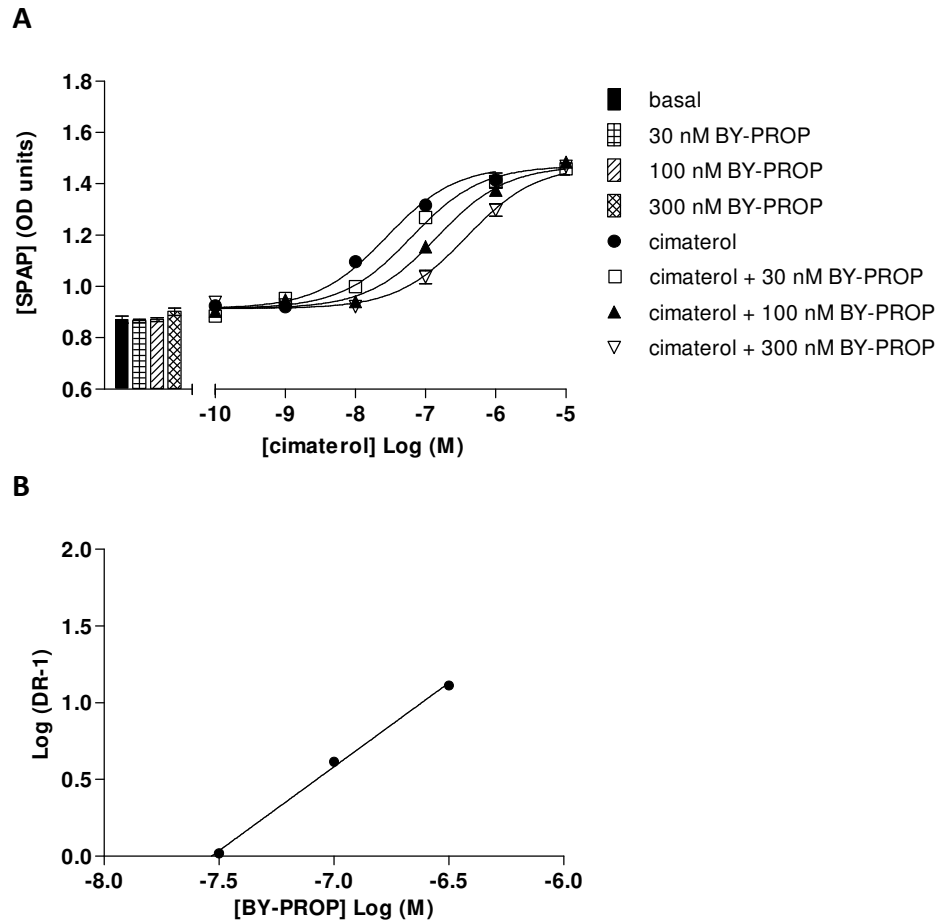 A
[SPAP] (OD units)
1.8
1.6
1.4
1.2
1.0
0.8
0.6
-10 -9 -8 -7 -6 -5
[cimaterol] Log (M)
basal
30 nM BY-PROP
100 nM BY-PROP
300 nM BY-PROP
cimaterol
cimaterol + 30 nM BY-PROP
cimaterol + 100 nM BY-PROP
cimaterol + 300 nM BY-PROP
B
Log (DR-1)
2.0
1.5
1.0
0.5
0.0
-8.0 -7.5 -7.0 -6.5 -6.0
[BY-PROP] Log (M)